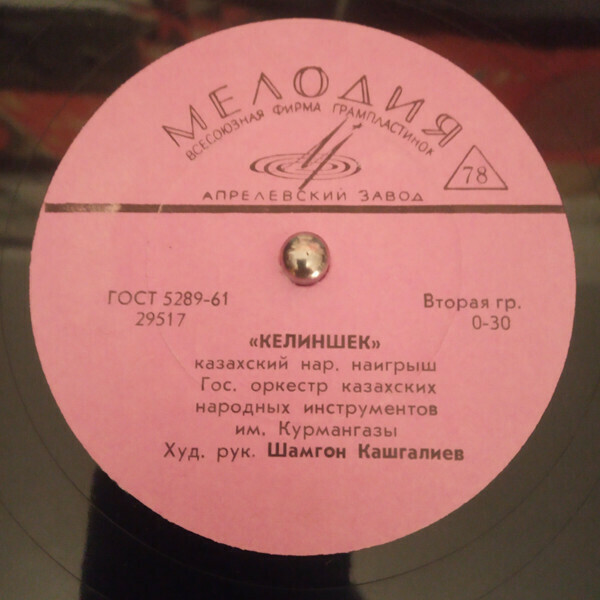 МЕЛОДИЯ
ВСЕСОЮЗНАЯ ФИРМА ГРАМПЛАСТИНОК
78
АПРЕЛЕВСКИЙ ЗАВОД
ГОСТ 5289-61
29517
Вторая гр.
0-30
«КЕЛИНШЕК»
казахский нар. наигрыш
Гос. оркестр казахских
народных инструментов
им. Курмангазы
Худ. рук. Шамгон Кашгалиев